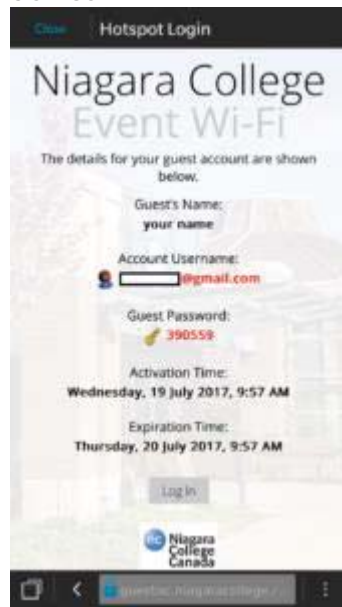 Close Hotspot Login
Niagara College
Event Wi-Fi
The details for your guest account are shown
below.
Guest's Name:
your name
Account Username:
@gmail.com
Guest Password:
390559
Activation Time:
Wednesday, 19 July 2017, 9:57 AM
Expiration Time:
Thursday, 20 July 2017, 9:57 AM
Log In
nc Niagara
College
Canada